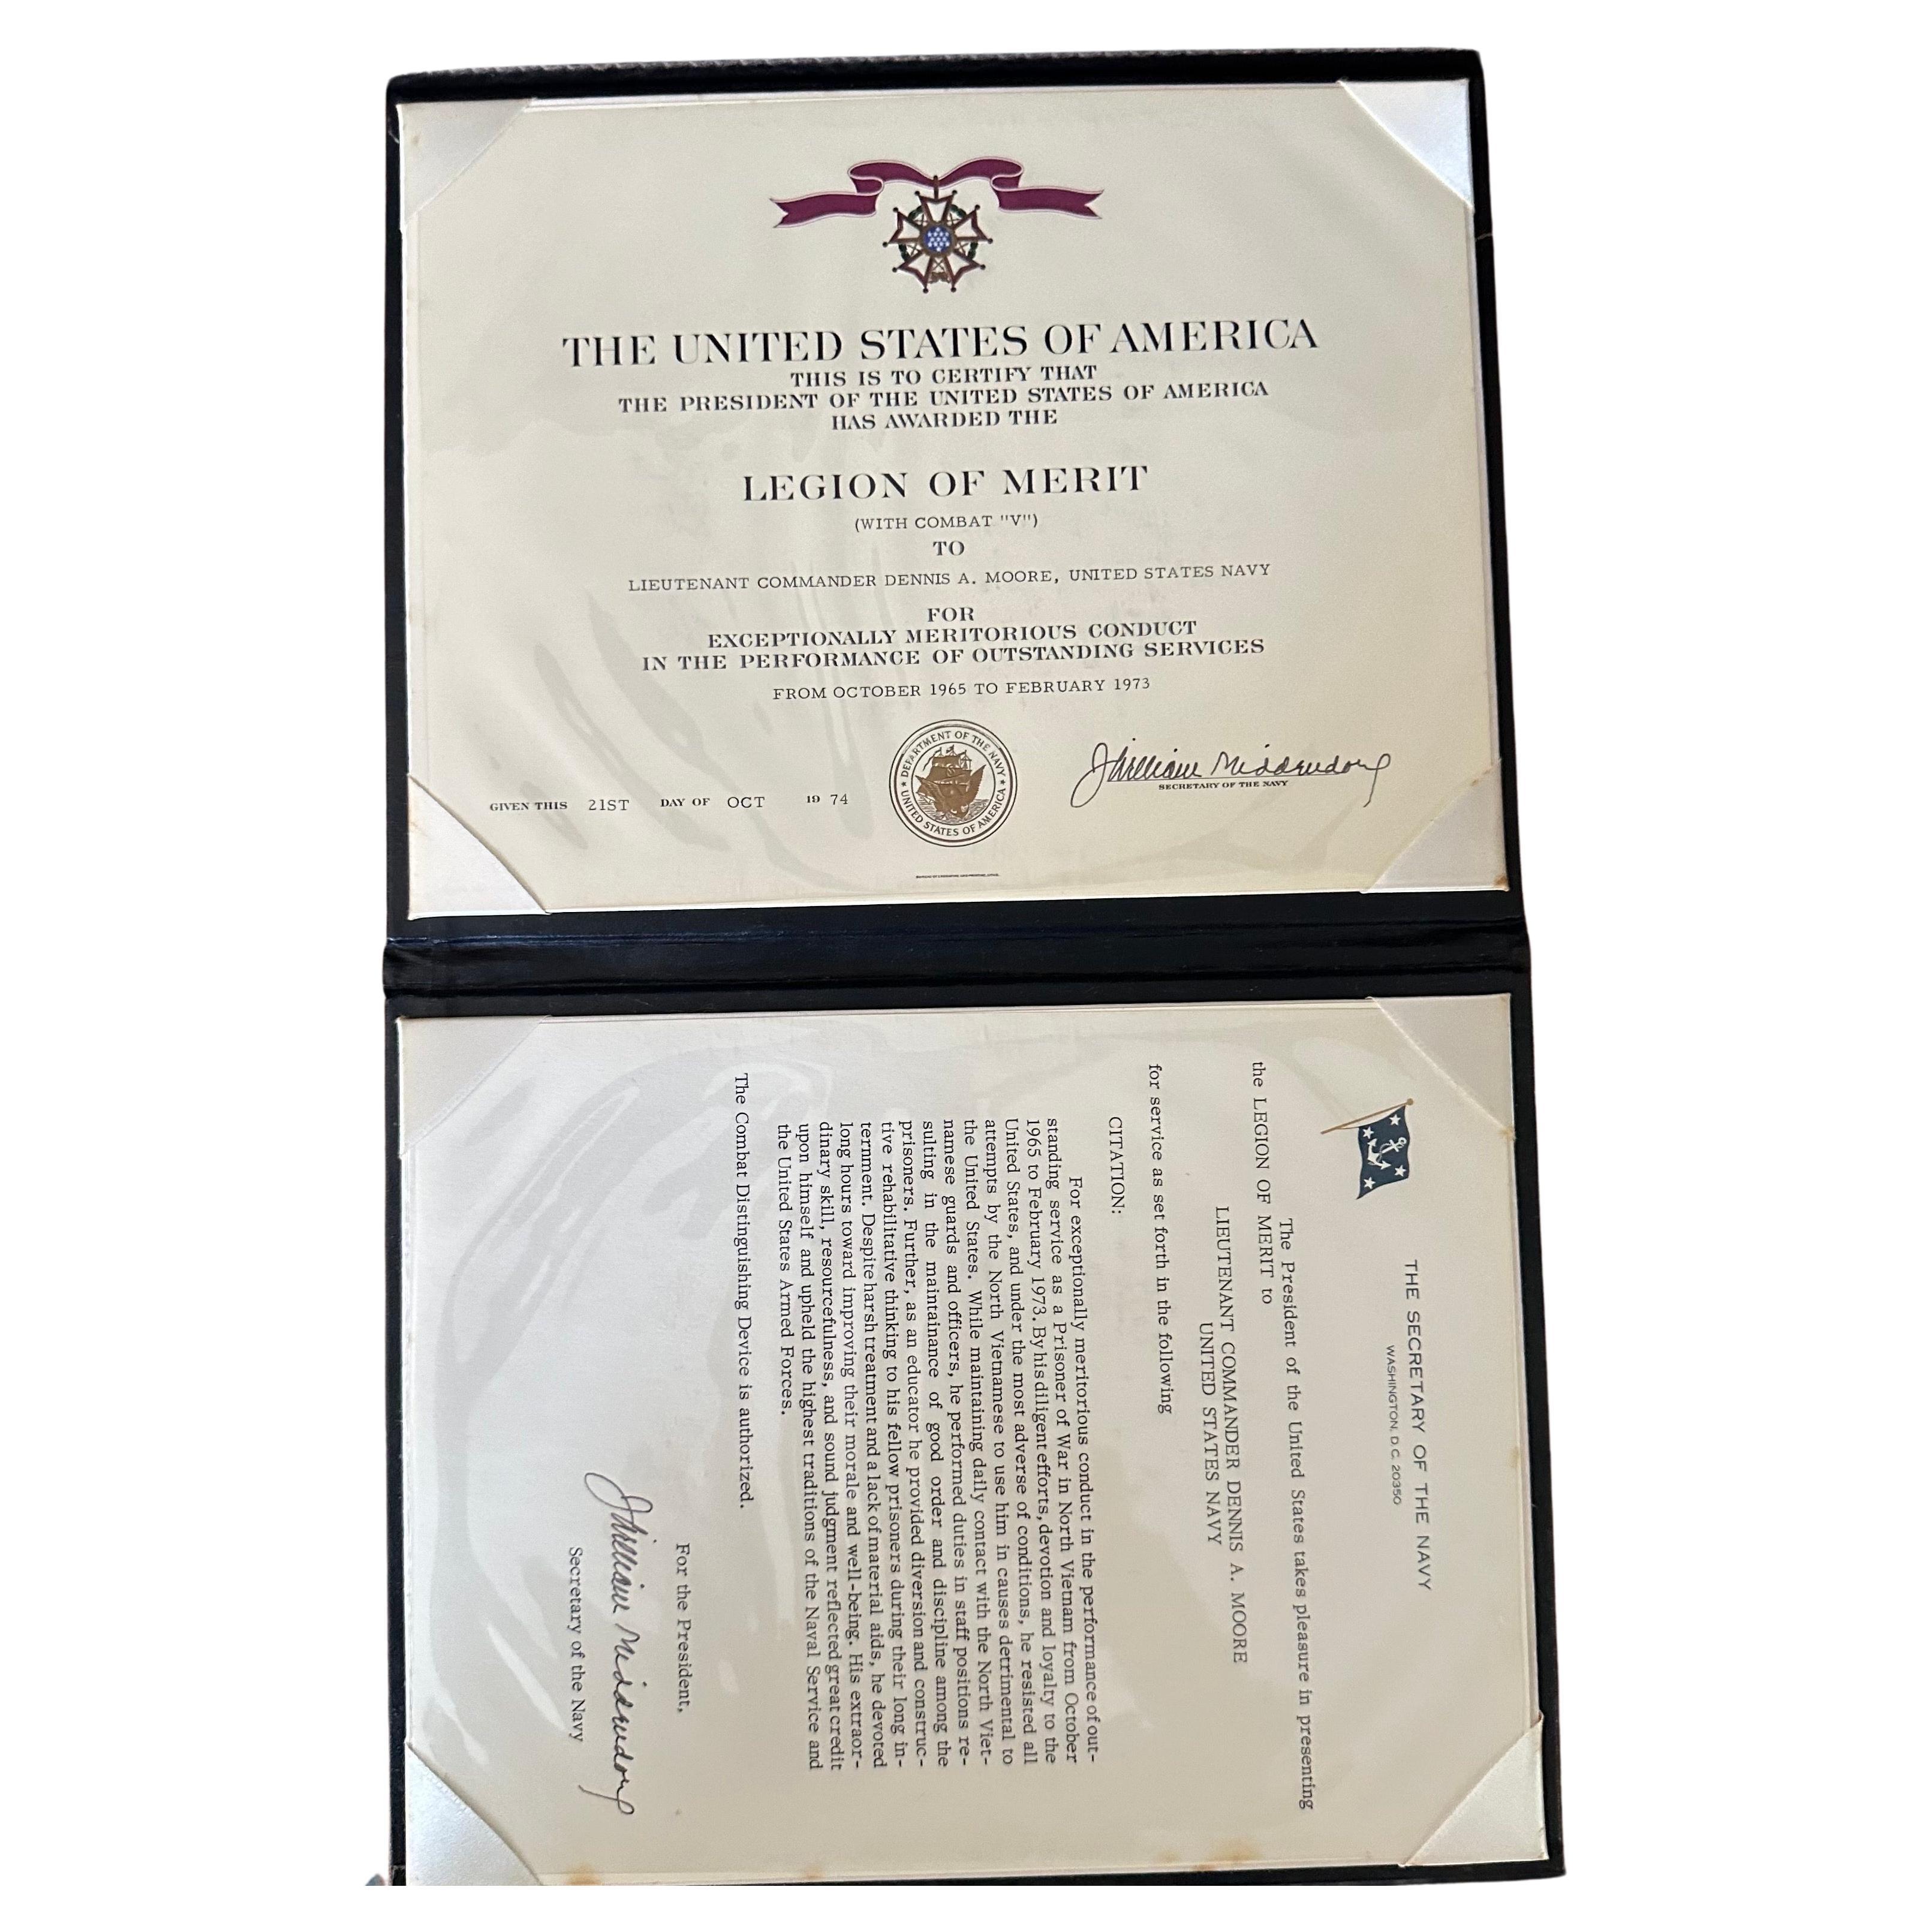 THE UNITED STATES OF AMERICA
THIS IS TO CERTIFY THAT
THE PRESIDENT OF THE UNITED STATES OF AMERICA
HAS AWARDED THE
LEGION OF MERIT
(WITH COMBAT "V")
TO
LIEUTENANT COMMANDER DENNIS A. MOORE, UNITED STATES NAVY
FOR
EXCEPTIONALLY MERITORIOUS CONDUCT
IN THE PERFORMANCE OF OUTSTANDING SERVICES
FROM OCTOBER 1965 TO FEBRUARY 1973
GIVEN THIS 21ST DAY OF OCT 19 74
DEPARTMENT OF THE NAVY
UNITED STATES OF AMERICA
J William Middendorf
SECRETARY OF THE NAVY
THE SECRETARY OF THE NAVY
WASHINGTON, D.C. 20350
The President of the United States takes pleasure in presenting
the LEGION OF MERIT to
LIEUTENANT COMMANDER DENNIS A. MOORE
UNITED STATES NAVY
for service as set forth in the following
CITATION:
For exceptionally meritorious conduct in the performance of out-
standing service as a Prisoner of War in North Vietnam from October
1965 to February 1973. By his diligent efforts, devotion and loyalty to the
United States, and under the most adverse of conditions, he resisted all
attempts by the North Vietnamese to use him in causes detrimental to
the United States. While maintaining daily contact with the North Viet-
namese guards and officers, he performed duties in staff positions re-
sulting in the maintainance of good order and discipline among the
prisoners. Further, as an educator he provided diversion and construc-
tive rehabilitative thinking to his fellow prisoners during their long in-
ternment. Despite harsh treatment and a lack of material aids, he devoted
long hours toward improving their morale and well-being. His extraor-
dinary skill, resourcefulness, and sound judgment reflected great credit
upon himself and upheld the highest traditions of the Naval Service and
the United States Armed Forces.
The Combat Distinguishing Device is authorized.
For the President,
J William Middendorf
Secretary of the Navy